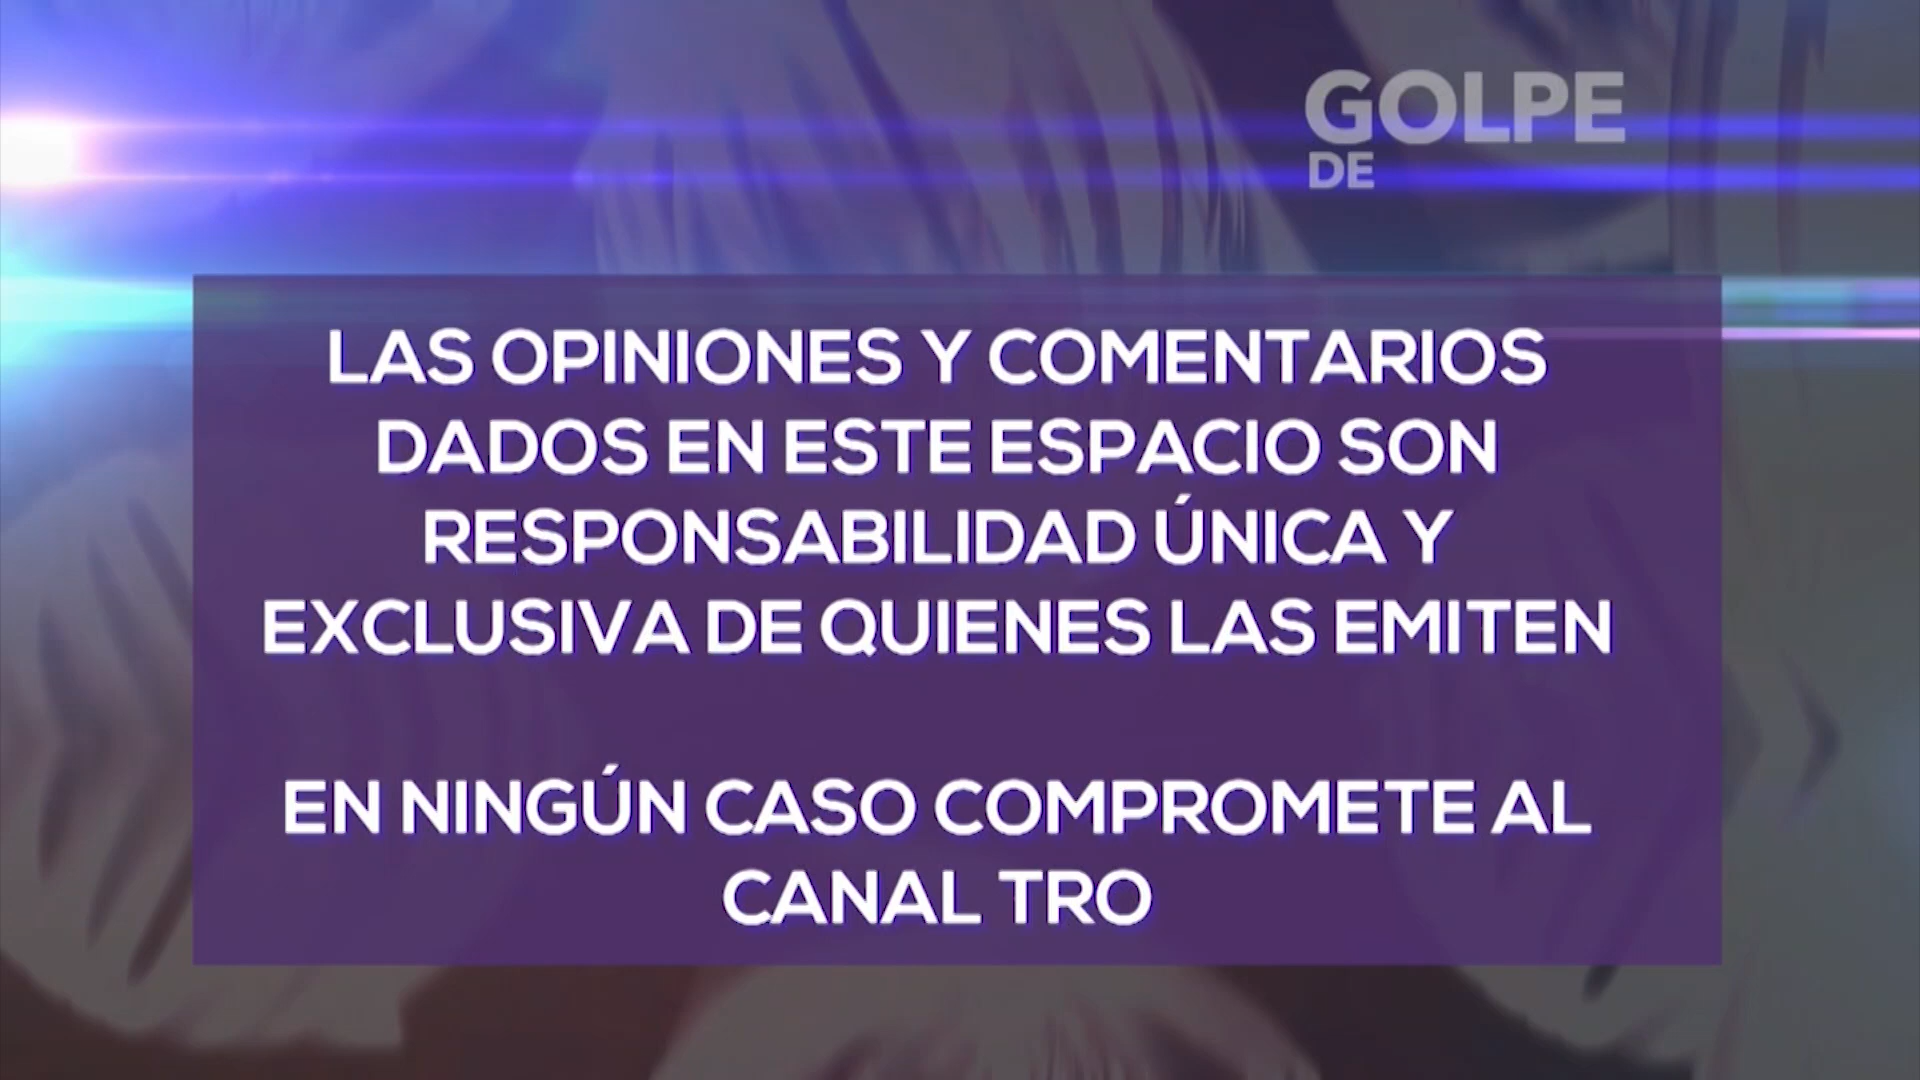 GOLPE
DE
LAS OPINIONES Y COMENTARIOS
DADOS EN ESTE ESPACIO SON
RESPONSABILIDAD ÚNICA Y
EXCLUSIVA DE QUIENES LAS EMITEN
EN NINGÚN CASO COMPROMETE AL
CANAL TRO